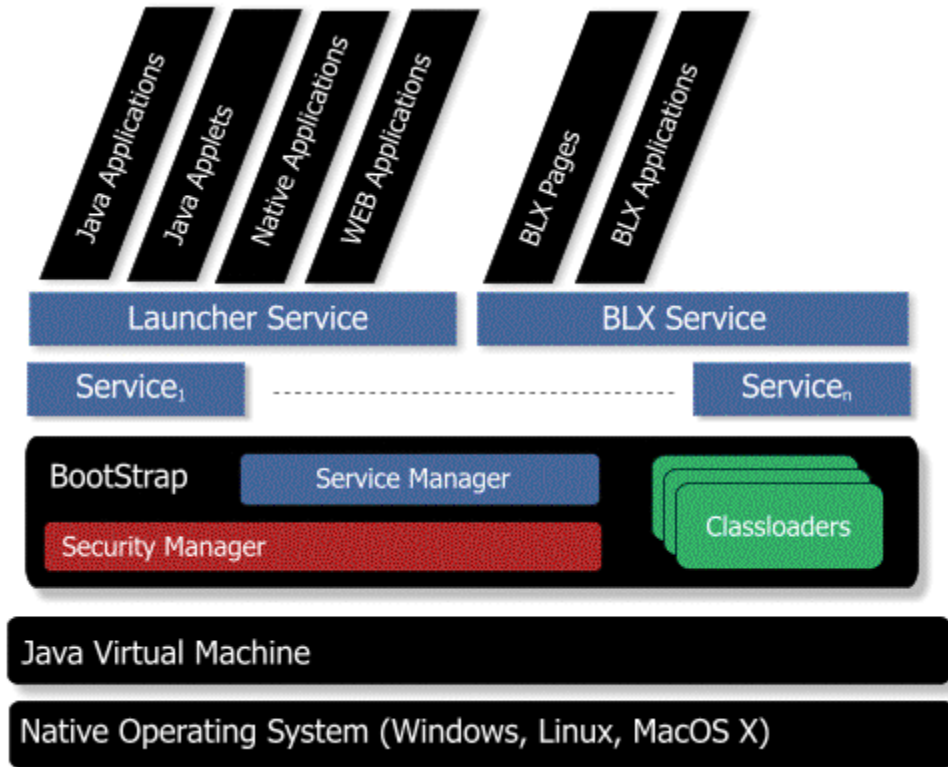 Java Applications
Java Applets
Native Applications
WEB Applications
BLX Pages
BLX Applications
Launcher Service
BLX Service
Service1
Servicen
BootStrap
Service Manager
Security Manager
Classloaders
Java Virtual Machine
Native Operating System (Windows, Linux, MacOS X)